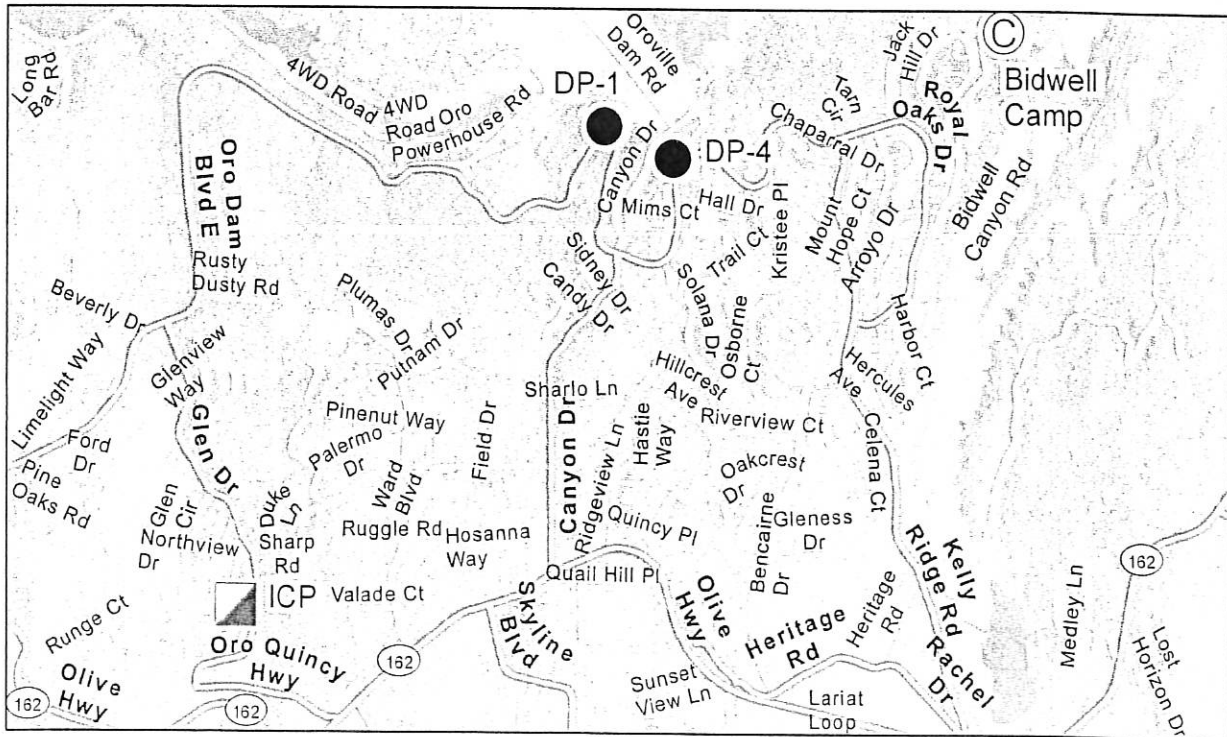 Long
Bar Rd
4WD Road
4WD
Road Oro
Powerhouse Rd
DP-1
Oroville
Dam Rd
Canyon Dr
DP-4
Tarn
Cir
Chaparral Dr
Jack
Hill Dr
Royal
Oaks Dr
C
Bidwell
Camp
Oro Dam
Blvd E
Mims Ct
Hall Dr
Kristee Pl
Trail Ct
Mount
Hope Ct
Arroyo Dr
Bidwell
Canyon Rd
Rusty
Dusty Rd
Beverly Dr
Limelight Way
Glenview
Way
Plumas Dr
Putnam Dr
Sidney Dr
Candy Dr
Solana Dr
Osborne
Ct
Harbor Ct
Hercules
Ave
Sharlo Ln
Hillcrest
Ave
Riverview Ct
Hastie
Way
Ford
Dr
Pine
Oaks Rd
Glen Dr
Pinenut Way
Palermo
Dr
Ward
Blvd
Field Dr
Canyon Dr
Ridgeview Ln
Oakcrest
Dr
Celena Ct
Glen
Cir
Northview
Dr
Duke
Ln
Sharp
Rd
Ruggle Rd
Hosanna
Way
Quincy Pl
Bencairne
Dr
Gleness
Dr
Kelly
Ridge Rd
162
Medley Ln
ICP
Valade Ct
Quail Hill Pl
Skyline
Blvd
Olive
Hwy
Heritage
Rd
Heritage
Rd
Rachel
Dr
Lost
Horizon Dr
Runge Ct
Oro Quincy
Hwy
162
Olive
Hwy
162
162
Sunset
View Ln
Lariat
Loop